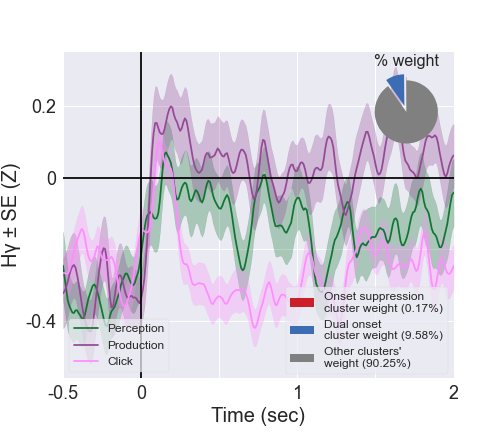 % weight
0.2
0
-0.4
Hγ ± SE (Z)
Perception
Production
Click
Onset suppression
cluster weight (0.17%)
Dual onset
cluster weight (9.58%)
Other clusters'
weight (90.25%)
-0.5
0
1
2
Time (sec)